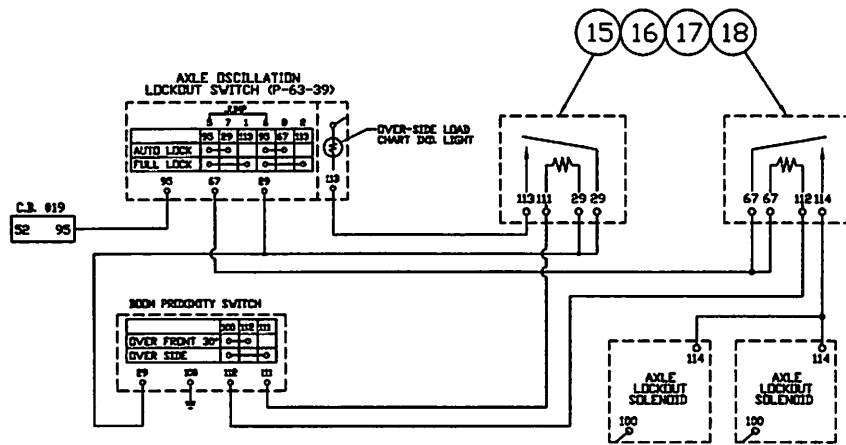 15 16 17 18
AXLE OSCILLATION
LOCKOUT SWITCH (P-63-39)
JUMP
5 7 1 6 8 2
95 29 113 95 67 113
AUTO LOCK
FULL LOCK
95 67 29
113
OVER-SIDE LOAD
CHART IND. LIGHT
113 111 29 29
67 67 112 114
C.B. #19
52 95
BOOM PROXIMITY SWITCH
100 112 111
OVER FRONT 30°
OVER SIDE
29 100 112 111
114
AXLE
LOCKOUT
SOLENOID
100
114
AXLE
LOCKOUT
SOLENOID
100